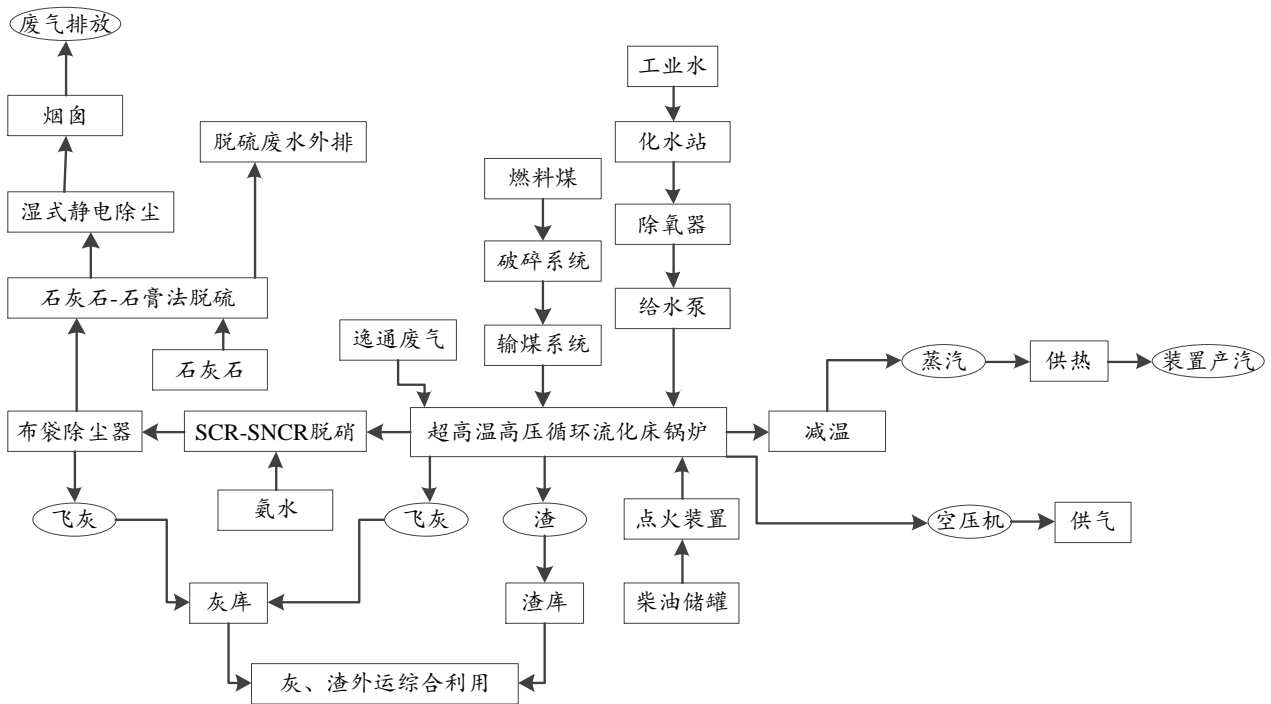 废气排放
工业水
烟囱
脱硫废水外排
化水站
燃料煤
湿式静电除尘
除氧器
破碎系统
石灰石-石膏法脱硫
给水泵
逸通废气
输煤系统
石灰石
蒸汽
供热
装置产汽
布袋除尘器
SCR-SNCR脱硝
超高温高压循环流化床锅炉
减温
飞灰
氨水
飞灰
渣
点火装置
空压机
供气
灰库
渣库
柴油储罐
灰、渣外运综合利用